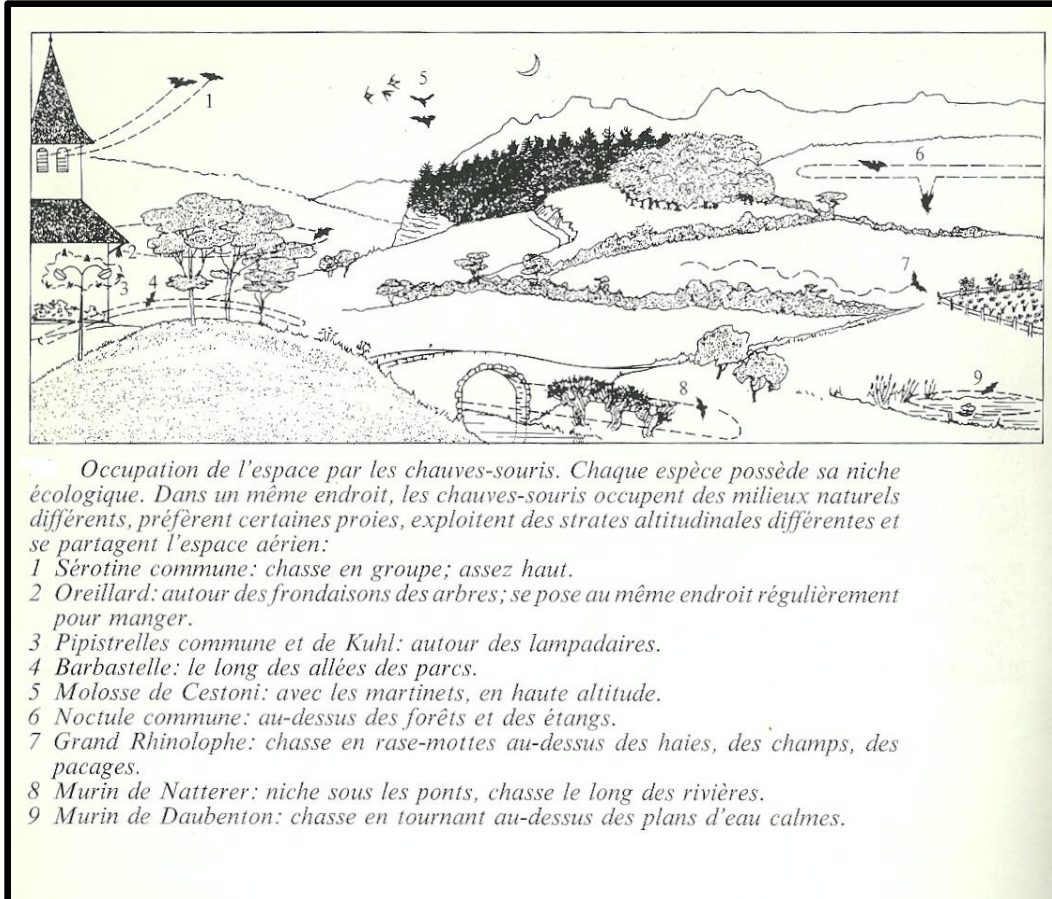 1
5
6
2
3
4
7
8
9
Occupation de l'espace par les chauves-souris. Chaque espèce possède sa niche
écologique. Dans un même endroit, les chauves-souris occupent des milieux naturels
différents, préfèrent certaines proies, exploitent des strates altitudinales différentes et
se partagent l'espace aérien:
1 Sérotine commune: chasse en groupe; assez haut.
2 Oreillard: autour des frondaisons des arbres; se pose au même endroit régulièrement
pour manger.
3 Pipistrelles commune et de Kuhl: autour des lampadaires.
4 Barbastelle: le long des allées des parcs.
5 Molosse de Cestoni: avec les martinets, en haute altitude.
6 Noctule commune: au-dessus des forêts et des étangs.
7 Grand Rhinolophe: chasse en rase-mottes au-dessus des haies, des champs, des
pacages.
8 Murin de Natterer: niche sous les ponts, chasse le long des rivières.
9 Murin de Daubenton: chasse en tournant au-dessus des plans d'eau calmes.